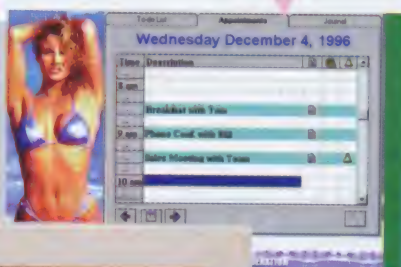 To-do List Appointments Journal
Wednesday December 4, 1996
Time Description
8 am
Breakfast with Tom
9 am Phone Conf. with Bill
Sales Meeting with Team
10 am